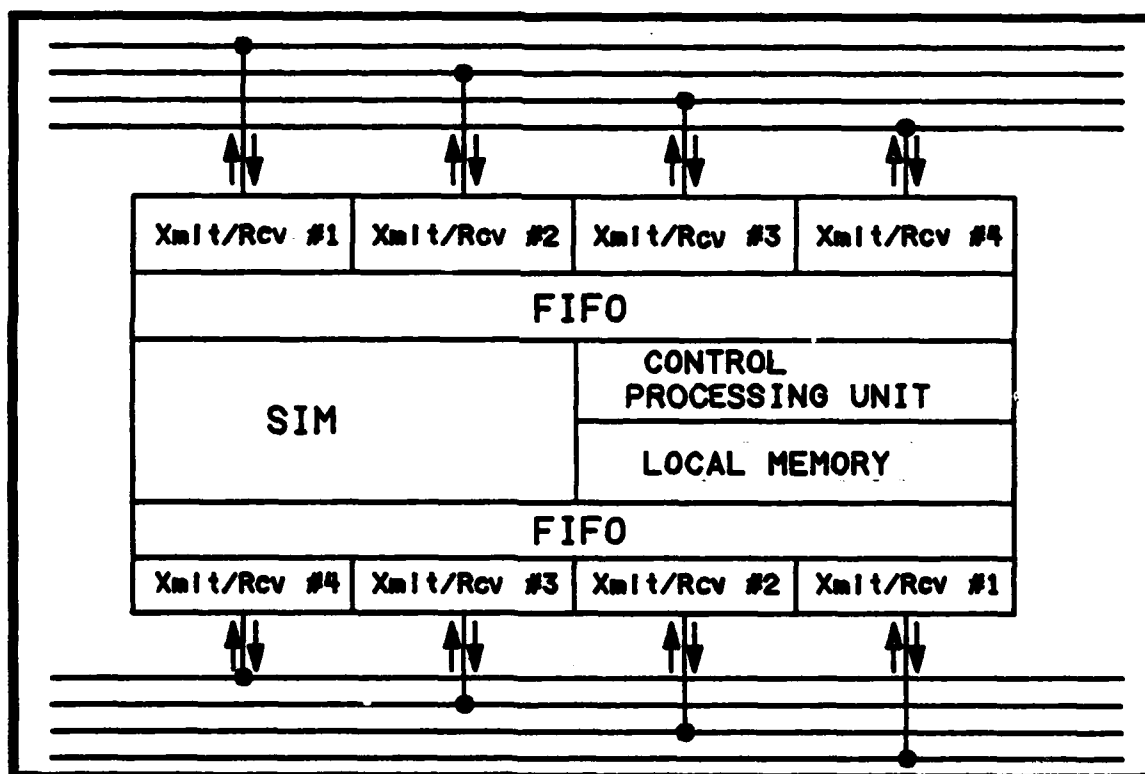 Xmit/Rcv #1 Xmit/Rcv #2 Xmit/Rcv #3 Xmit/Rcv #4
FIFO
SIM
CONTROL
PROCESSING UNIT
LOCAL MEMORY
FIFO
Xmit/Rcv #4 Xmit/Rcv #3 Xmit/Rcv #2 Xmit/Rcv #1